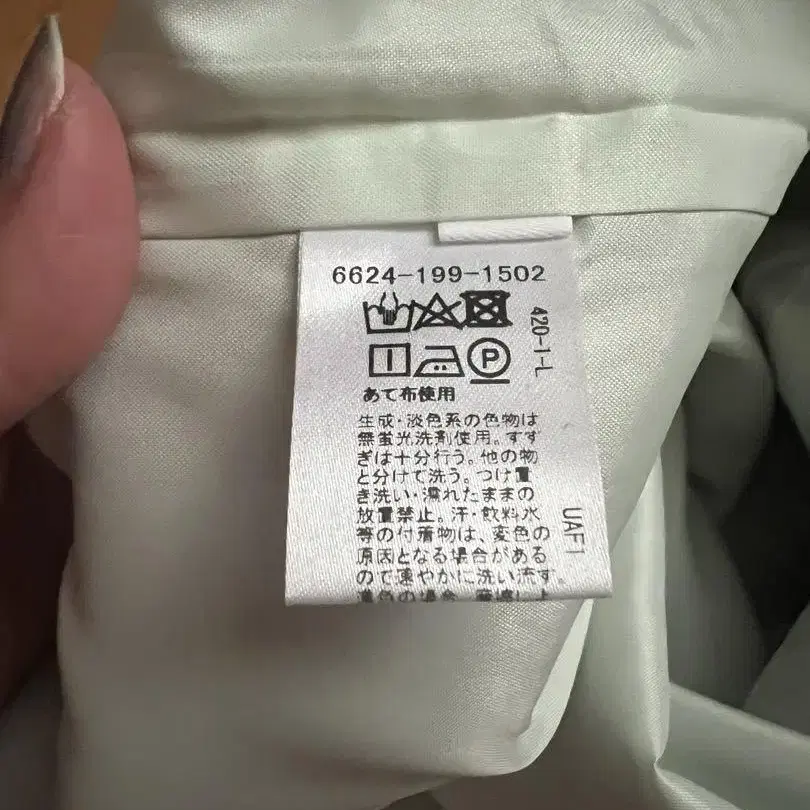 6624-199-1502
420-1-L
P
あて布使用
生成・淡色系の色物は
無蛍光洗剤使用。すす
ぎは十分行う。他の物
と分けて洗う。つけ置
き洗い・濡れたままの
放置禁止。汗・飲料水
等の付着物は、変色の
原因となる場合がある
ので速やかに洗い流す。
UAF1